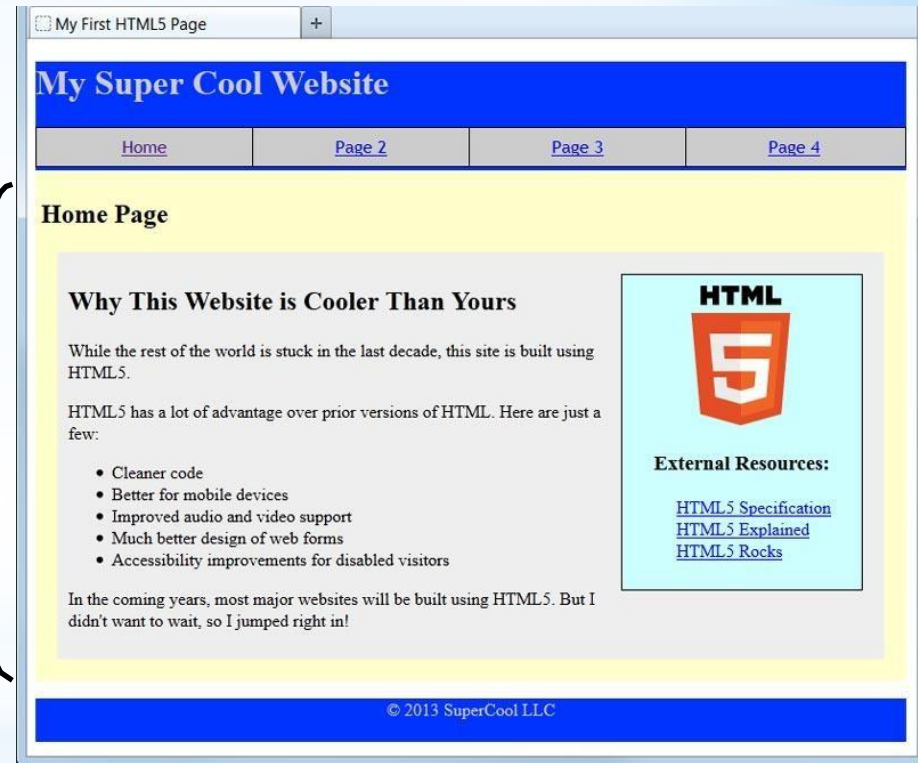 My First HTML5 Page
+
My Super Cool Website
Home Page 2 Page 3 Page 4
Home Page
Why This Website is Cooler Than Yours
While the rest of the world is stuck in the last decade, this site is built using
HTML5.
HTML5 has a lot of advantage over prior versions of HTML. Here are just a
few:
• Cleaner code
• Better for mobile devices
• Improved audio and video support
• Much better design of web forms
• Accessibility improvements for disabled visitors
In the coming years, most major websites will be built using HTML5. But I
didn't want to wait, so I jumped right in!
HTML
5
External Resources:
HTML5 Specification
HTML5 Explained
HTML5 Rocks
© 2013 SuperCool LLC